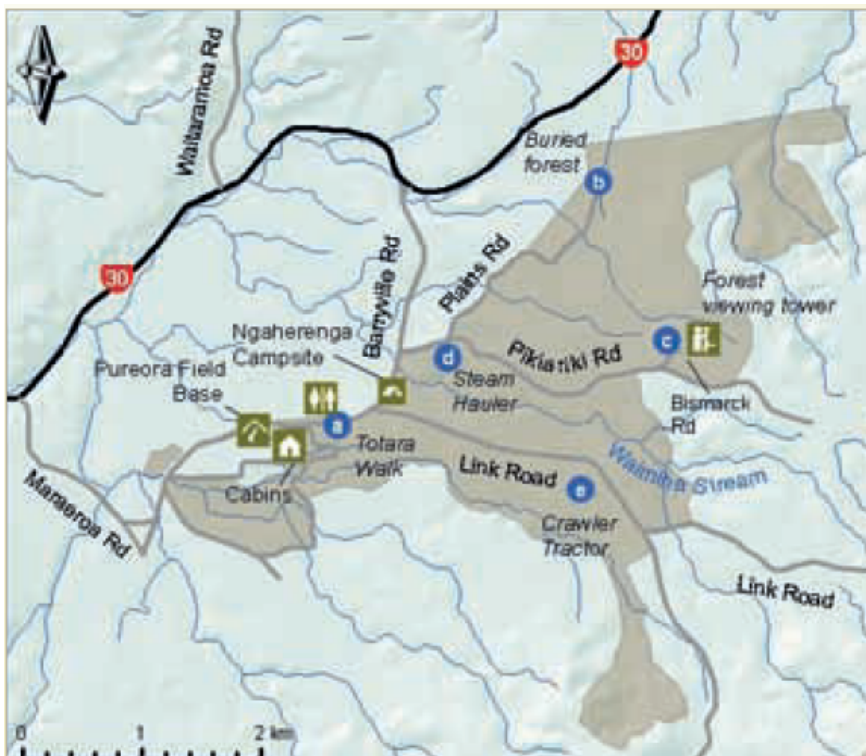 Waitaramoa Rd
30
Buried
forest
b
30
Barryville Rd
Plains Rd
Forest
viewing tower
Ngaherenga
Campsite
c
d
Pikiariki Rd
Pureora Field
Base
Steam
Hauler
Bismarck
Rd
a
Totara
Walk
Link Road
Waimiha Stream
Cabins
e
Maraeroa Rd
Crawler
Tractor
Link Road
0 1 2 km